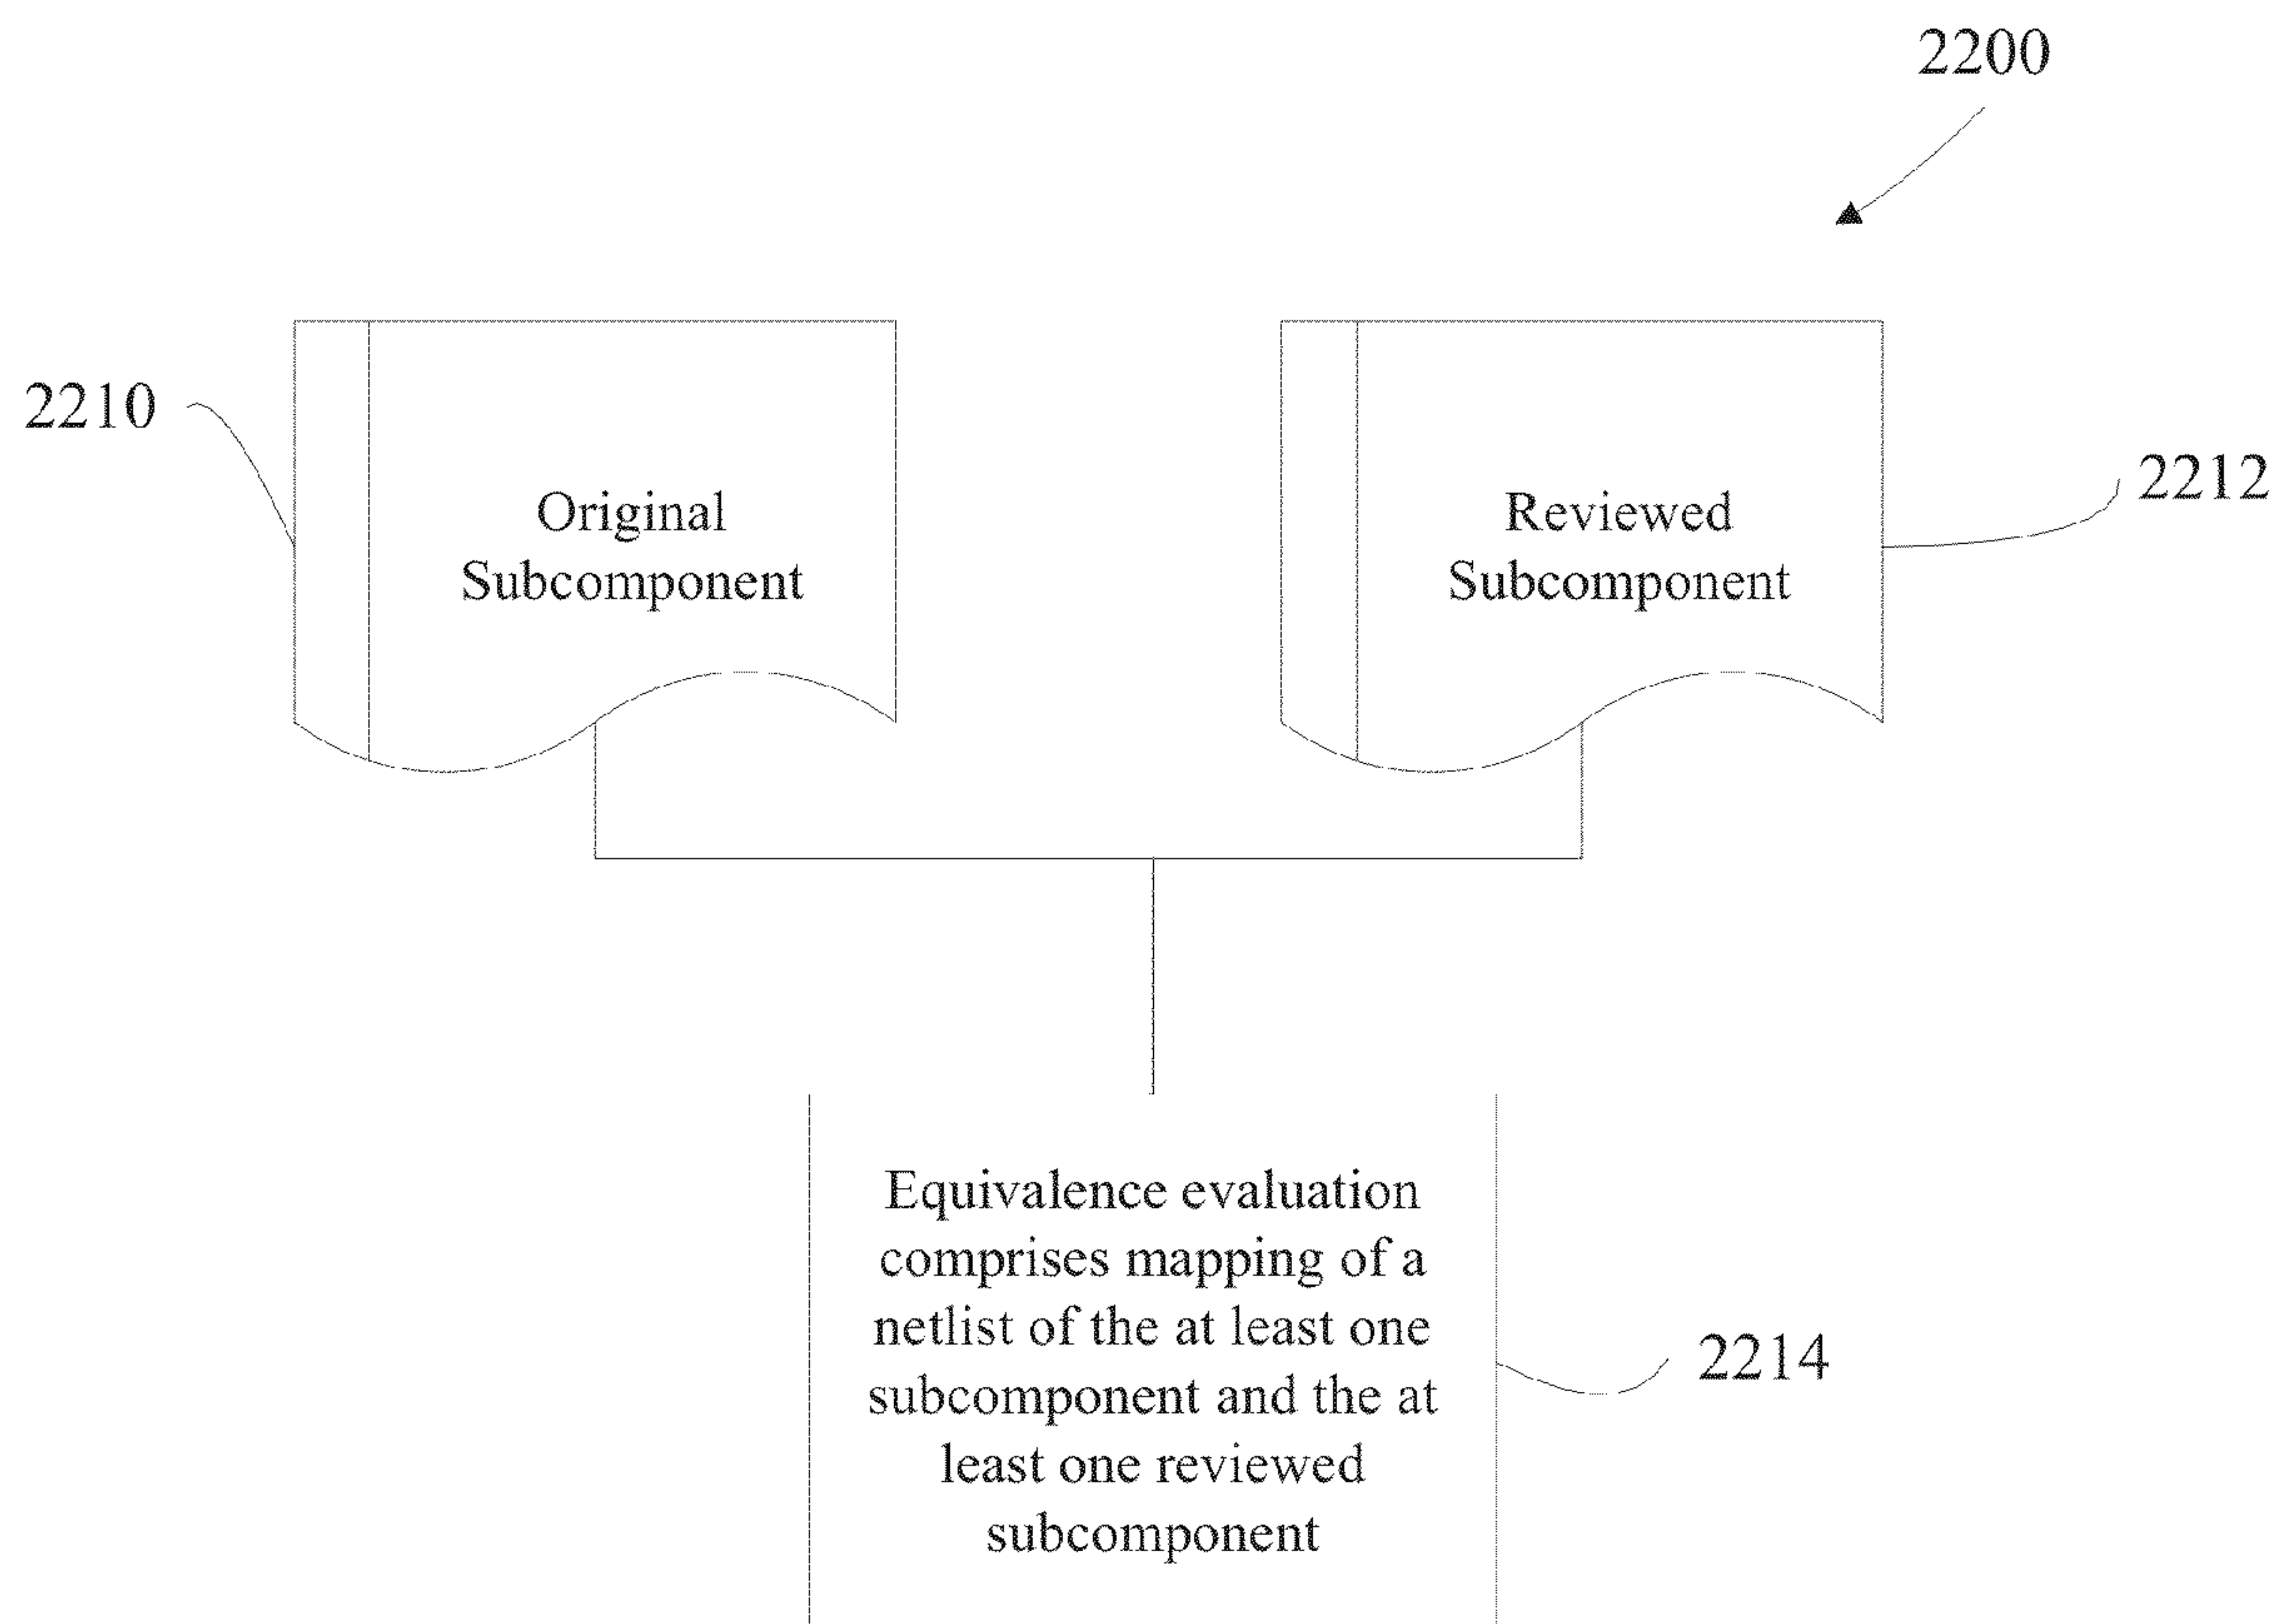 2200
2210
Original
Subcomponent
Reviewed
Subcomponent
2212
Equivalence evaluation
comprises mapping of a
netlist of the at least one
subcomponent and the at
least one reviewed
subcomponent
2214